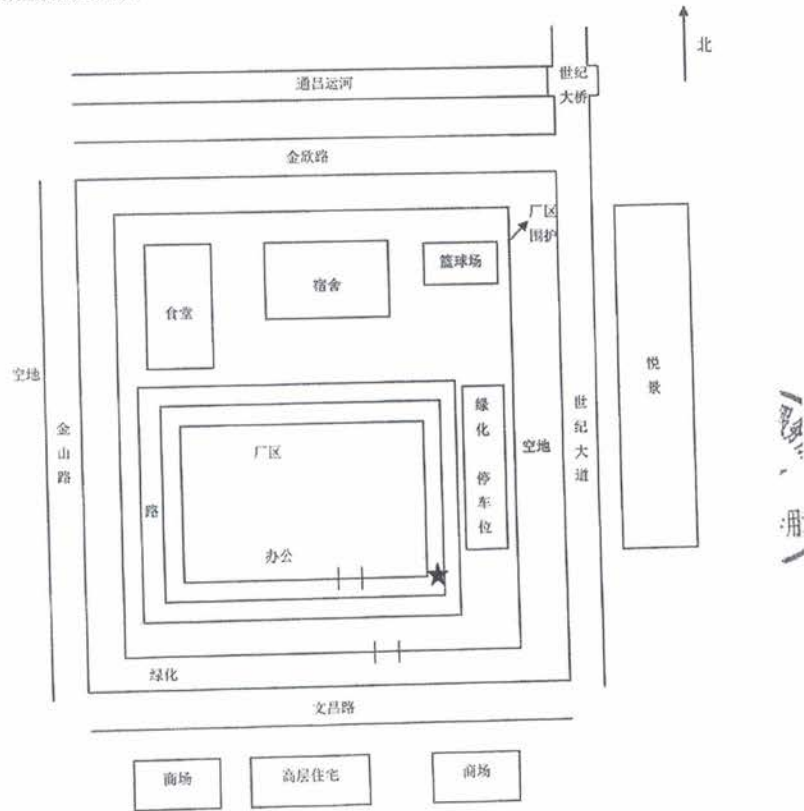 北
通吕运河
世纪
大桥
金欣路
厂区
围护
篮球场
宿舍
食堂
空地
悦
景
金
山
路
绿
化
停
车
位
空地
世
纪
大
道
厂区
路
办公
绿化
文昌路
商场
高层住宅
商场